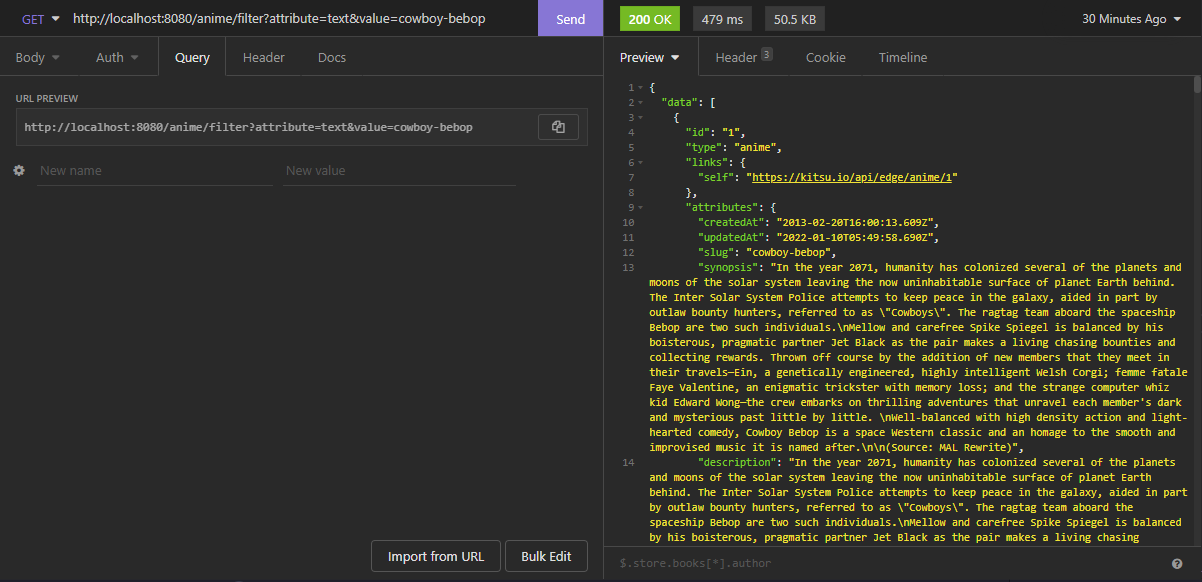 GET http://localhost:8080/anime/filter?attribute=text&value=cowboy-bebop Send
200 OK 479 ms 50.5 KB 30 Minutes Ago
Body Auth Query Header Docs
Preview Header 3 Cookie Timeline
URL PREVIEW
http://localhost:8080/anime/filter?attribute=text&value=cowboy-bebop
New name New value
Import from URL Bulk Edit
1 {
2 "data": [
3 {
4 "id": "1",
5 "type": "anime",
6 "links": {
7 "self": "https://kitsu.io/api/edge/anime/1"
8 },
9 "attributes": {
10 "createdAt": "2013-02-20T16:00:13.609Z",
11 "updatedAt": "2022-01-10T05:49:58.690Z",
12 "slug": "cowboy-bebop",
13 "synopsis": "In the year 2071, humanity has colonized several of the planets and
moons of the solar system leaving the now uninhabitable surface of planet Earth behind.
The Inter Solar System Police attempts to keep peace in the galaxy, aided in part by
outlaw bounty hunters, referred to as \"Cowboys\". The ragtag team aboard the spaceship
Bebop are two such individuals.\nMellow and carefree Spike Spiegel is balanced by his
boisterous, pragmatic partner Jet Black as the pair makes a living chasing bounties and
collecting rewards. Thrown off course by the addition of new members that they meet in
their travels—Ein, a genetically engineered, highly intelligent Welsh Corgi; femme fatale
Faye Valentine, an enigmatic trickster with memory loss; and the strange computer whiz
kid Edward Wong—the crew embarks on thrilling adventures that unravel each member's dark
and mysterious past little by little. \nWell-balanced with high density action and light-
hearted comedy, Cowboy Bebop is a space Western classic and an homage to the smooth and
improvised music it is named after.\n\n(Source: MAL Rewrite)",
14 "description": "In the year 2071, humanity has colonized several of the planets
and moons of the solar system leaving the now uninhabitable surface of planet Earth
behind. The Inter Solar System Police attempts to keep peace in the galaxy, aided in part
by outlaw bounty hunters, referred to as \"Cowboys\". The ragtag team aboard the
spaceship Bebop are two such individuals.\nMellow and carefree Spike Spiegel is balanced
by his boisterous, pragmatic partner Jet Black as the pair makes a living chasing
$.store.books[*].author